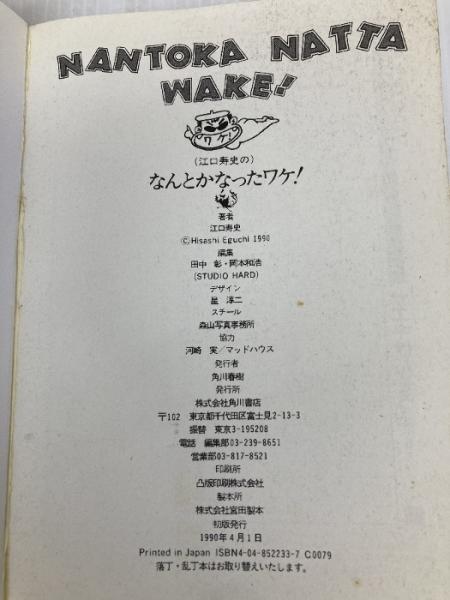 NANTOKA NATTA
WAKE!
ワケ!
(江口寿史の)
なんとかなったワケ!
著者
江口寿史
©Hisashi Eguchi 1990
編集
田中 彰・岡本和浩
(STUDIO HARD)
デザイン
星 淳二
スチール
森山写真事務所
協力
河崎 実/マッドハウス
発行者
角川春樹
発行所
株式会社角川書店
〒102 東京都千代田区富士見2-13-3
振替 東京3-195208
電話 編集部03-239-8651
営業部03-817-8521
印刷所
凸版印刷株式会社
製本所
株式会社宮田製本
初版発行
1990年4月1日
Printed in Japan ISBN4-04-852233-7 C0079
落丁・乱丁本はお取り替えいたします。